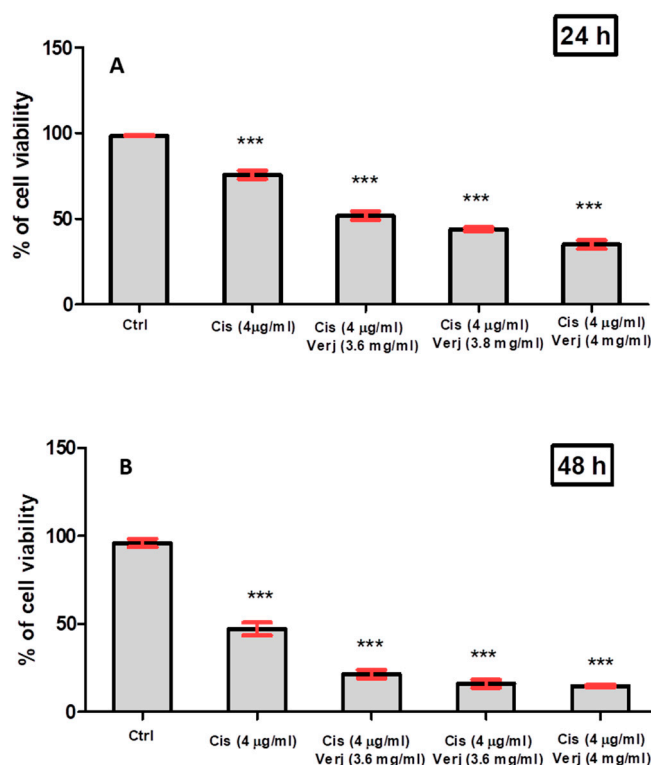 24 h
A
% of cell viability
150
100
50
0
***
***
***
***
Ctrl
Cis (4μg/ml)
Cis (4 μg/ml)
Verj (3.6 mg/ml)
Cis (4 μg/ml)
Verj (3.8 mg/ml)
Cis (4 μg/ml)
Verj (4 mg/ml)
48 h
B
% of cell viability
150
100
50
0
***
***
***
***
Ctrl
Cis (4 μg/ml)
Cis (4 μg/ml)
Verj (3.6 mg/ml)
Cis (4 μg/ml)
Verj (3.6 mg/ml)
Cis (4 μg/ml)
Verj (4 mg/ml)